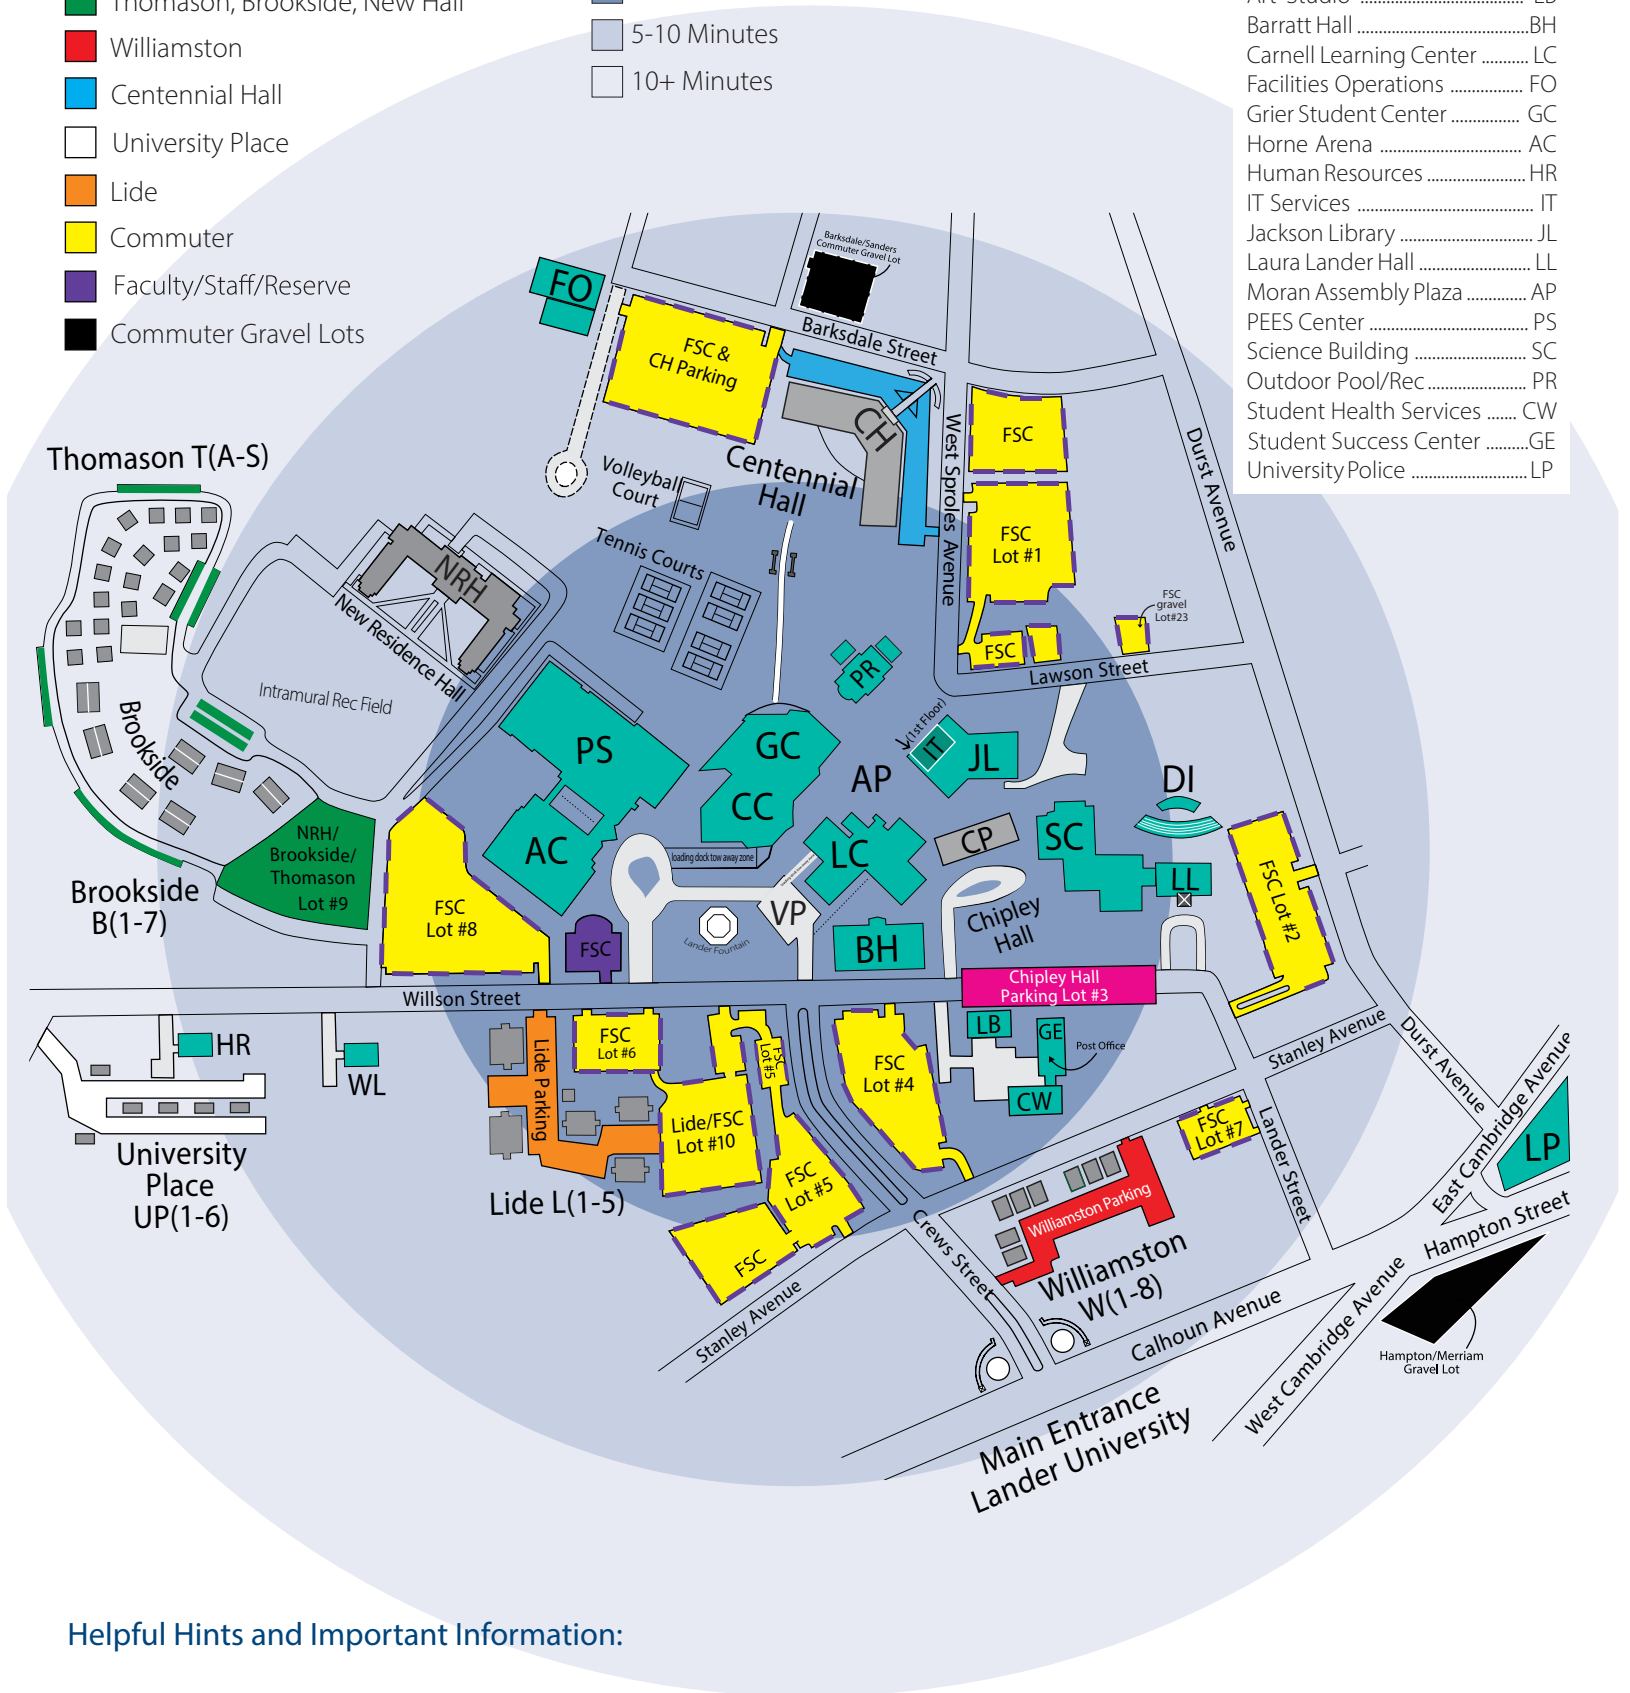 Thomason, Brookside, New Hall
Williamston
Centennial Hall
University Place
Lide
Commuter
Faculty/Staff/Reserve
Commuter Gravel Lots
5-10 Minutes
10+ Minutes
Art Studio ........ LB
Barratt Hall ........ BH
Carnell Learning Center ........ LC
Facilities Operations ........ FO
Grier Student Center ........ GC
Horne Arena ........ AC
Human Resources ........ HR
IT Services ........ IT
Jackson Library ........ JL
Laura Lander Hall ........ LL
Moran Assembly Plaza ........ AP
PEES Center ........ PS
Science Building ........ SC
Outdoor Pool/Rec ........ PR
Student Health Services ....... CW
Student Success Center ........ GE
University Police ........ LP
Barksdale/Sanders
Commuter Gravel Lot
FO
Barksdale Street
FSC &
CH Parking
CH
Centennial
Hall
West Sproles Avenue
FSC
Durst Avenue
FSC
Lot #1
FSC
gravel
Lot#23
FSC
Lawson Street
Thomason T(A-S)
Volleyball
Court
Tennis Courts
NRH
New Residence Hall
Intramural Rec Field
Brookside
PR
(1st Floor)
IT
JL
PS
GC
CC
AP
DI
AC
loading dock tow away zone
LC
CP
SC
LL
NRH/
Brookside/
Thomason
Lot #9
Brookside
B(1-7)
FSC
Lot #8
FSC
Lander Fountain
VP
BH
Chipley
Hall
FSC Lot #2
Chipley Hall
Parking Lot #3
Willson Street
HR
WL
University
Place
UP(1-6)
Lide Parking
FSC
Lot #6
FSC
Lot #5
FSC
Lot #4
LB
GE
Post Office
CW
Stanley Avenue
Durst Avenue
East Cambridge Avenue
Lide/FSC
Lot #10
FSC
Lot #5
FSC
Lide L(1-5)
Stanley Avenue
Crews Street
FSC
Lot #7
Lander Street
LP
Hampton Street
Williamston Parking
Williamston
W(1-8)
Calhoun Avenue
West Cambridge Avenue
Hampton/Merriam
Gravel Lot
Main Entrance
Lander University
Helpful Hints and Important Information: